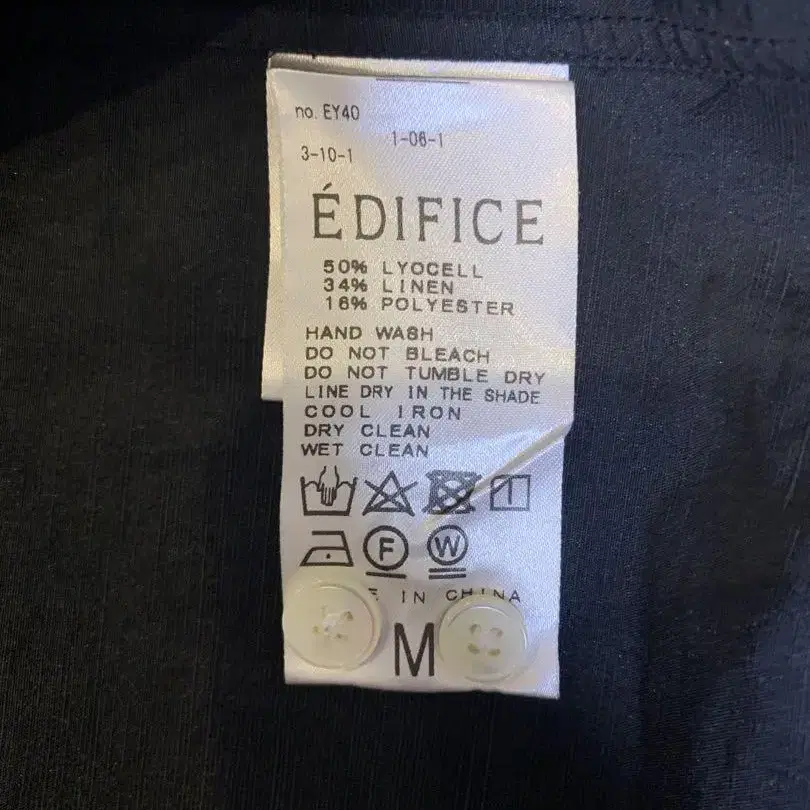 no. EY40
1-06-1
3-10-1
ÉDIFICE
50% LYOCELL
34% LINEN
16% POLYESTER
HAND WASH
DO NOT BLEACH
DO NOT TUMBLE DRY
LINE DRY IN THE SHADE
COOL IRON
DRY CLEAN
WET CLEAN
F W
IN CHINA
M